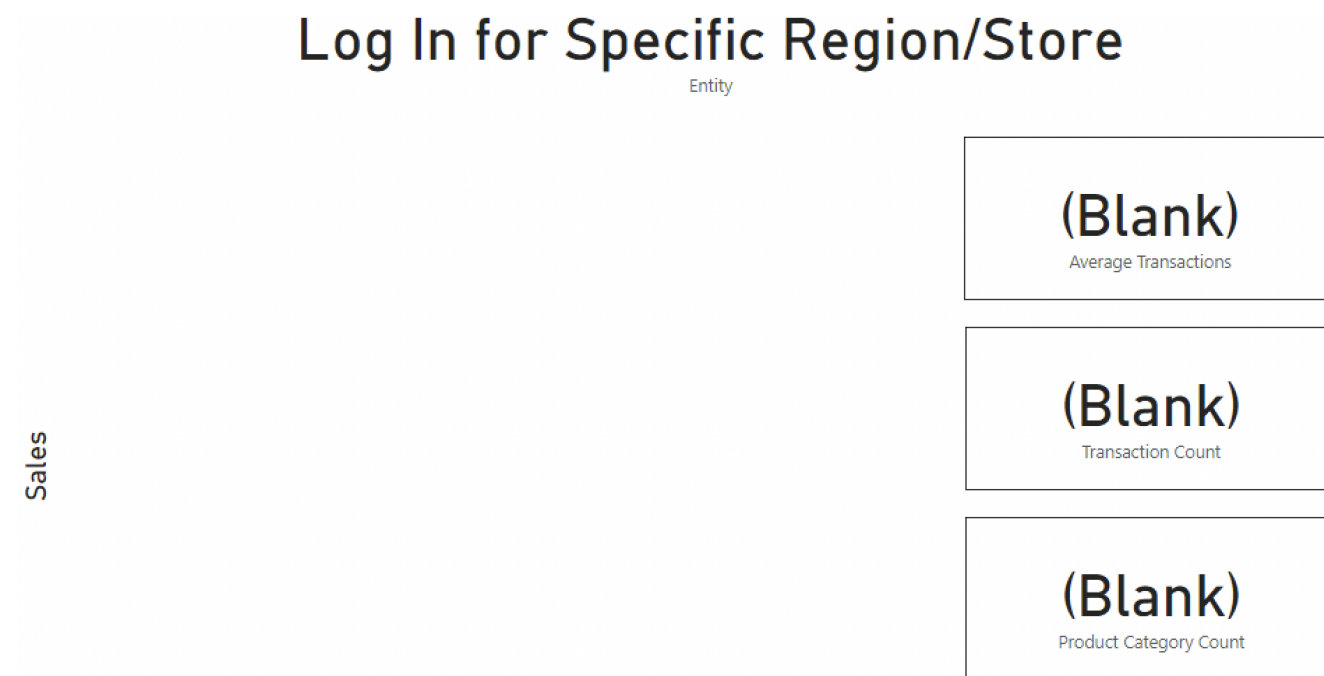 Log In for Specific Region/Store
Entity
(Blank)
Average Transactions
(Blank)
Transaction Count
(Blank)
Product Category Count
Sales